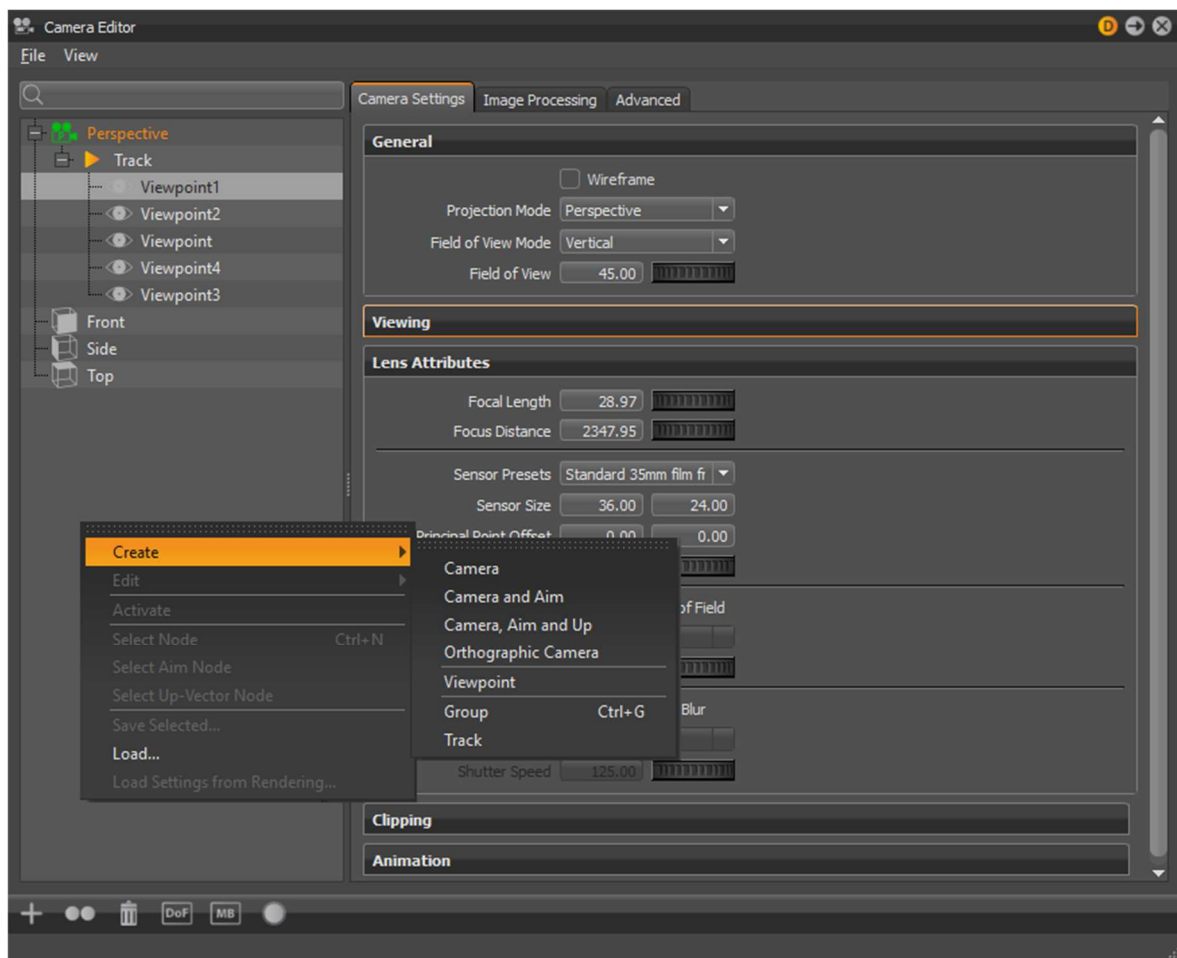 Camera Editor
D
File View
Camera Settings Image Processing Advanced
Perspective
Track
Viewpoint1
Viewpoint2
Viewpoint
Viewpoint4
Viewpoint3
Front
Side
Top
General
Wireframe
Projection Mode Perspective
Field of View Mode Vertical
Field of View 45.00
Viewing
Lens Attributes
Focal Length 28.97
Focus Distance 2347.95
Sensor Presets Standard 35mm film fr
Sensor Size 36.00 24.00
Principal Point Offset 0.00 0.00
of Field
Blur
Shutter Speed 125.00
Clipping
Animation
Create
Edit
Activate
Select Node Ctrl+N
Select Aim Node
Select Up-Vector Node
Save Selected...
Load...
Load Settings from Rendering...
Camera
Camera and Aim
Camera, Aim and Up
Orthographic Camera
Viewpoint
Group Ctrl+G
Track
DoF MB